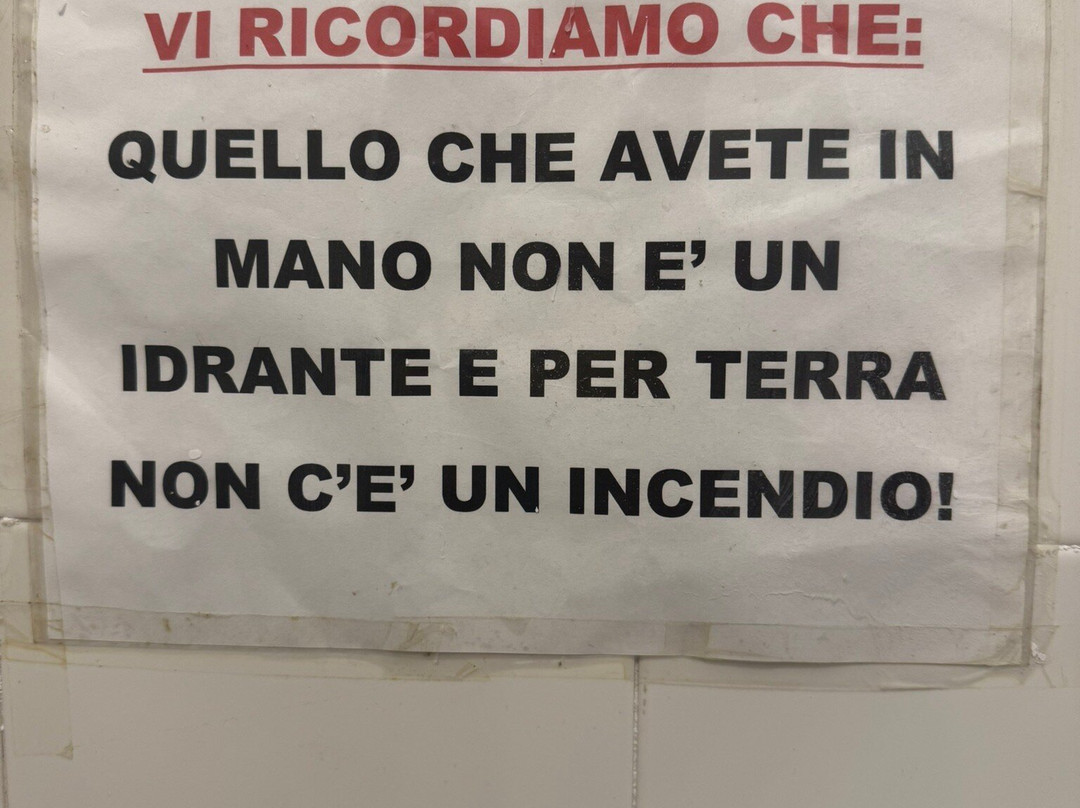 VI RICORDIAMO CHE:
QUELLO CHE AVETE IN
MANO NON E’ UN
IDRANTE E PER TERRA
NON C’E’ UN INCENDIO!